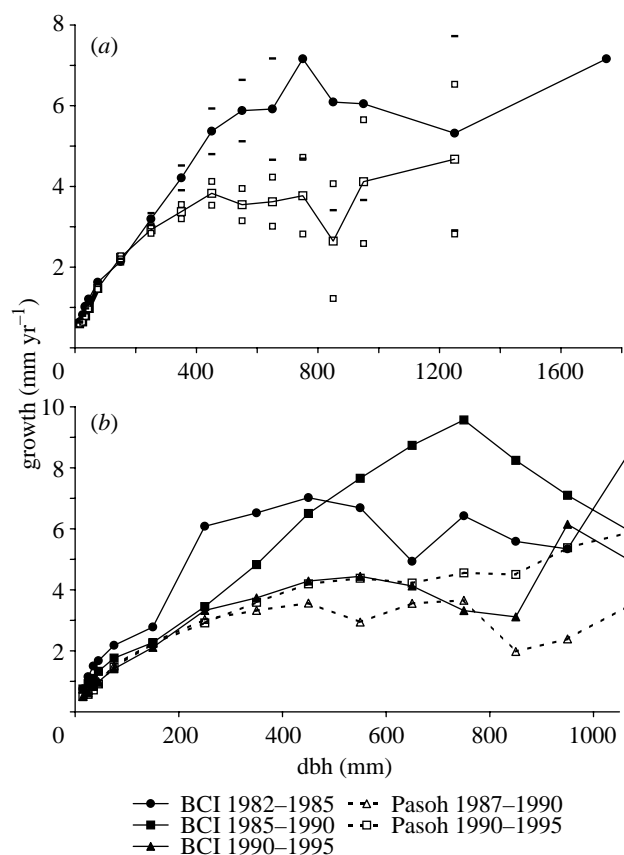 8
(a)
6
4
2
0 400 800 1200 1600
growth (mm yr⁻¹)
10
(b)
8
6
4
2
0 200 400 600 800 1000
dbh (mm)
BCI 1982–1985 Pasoh 1987–1990
BCI 1985–1990 Pasoh 1990–1995
BCI 1990–1995